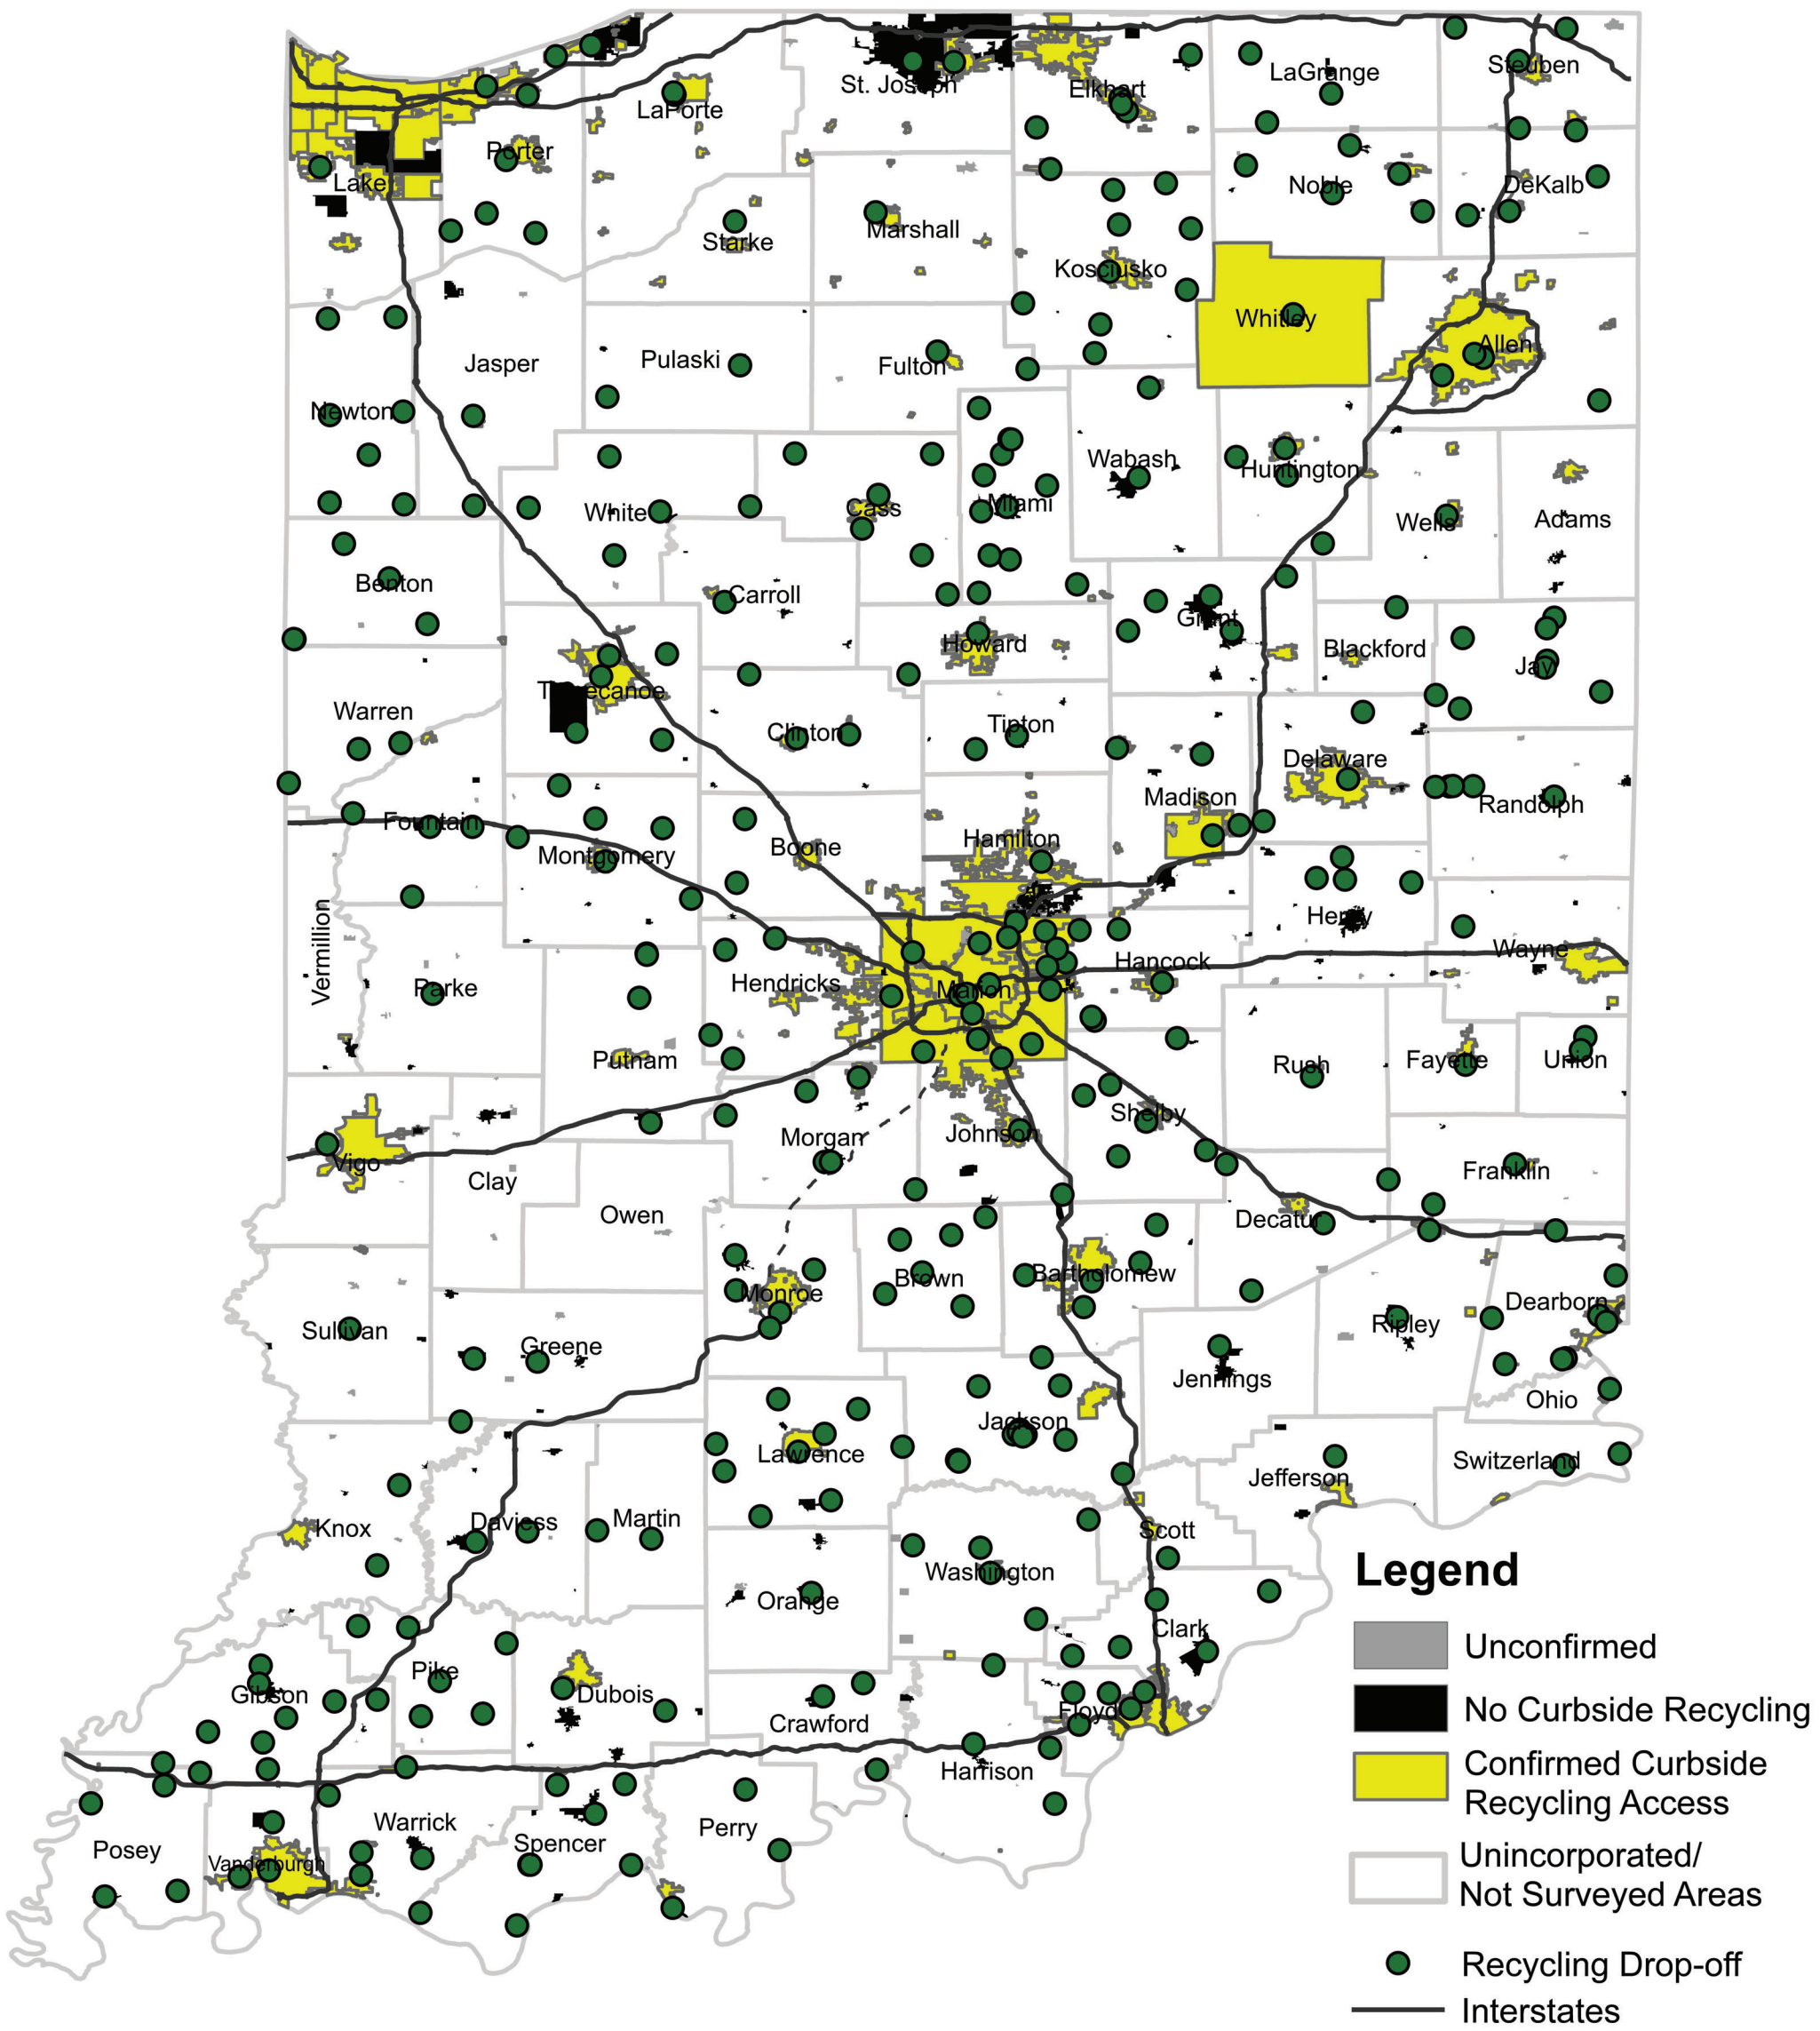 Steuben
LaGrange
St. Joseph
Elkhart
LaPorte
Porter
Lake
Noble
DeKalb
Starke
Marshall
Kosciusko
Whitley
Allen
Jasper
Pulaski
Fulton
Newton
Wabash
Huntington
White
Cass
Miami
Wells
Adams
Benton
Carroll
Grant
Howard
Blackford
Jay
Tippecanoe
Warren
Clinton
Tipton
Delaware
Madison
Randolph
Fountain
Hamilton
Montgomery
Boone
Henry
Vermillion
Wayne
Hancock
Parke
Hendricks
Marion
Putnam
Rush
Fayette
Union
Shelby
Morgan
Johnson
Vigo
Clay
Franklin
Owen
Decatur
Brown
Bartholomew
Monroe
Dearborn
Sullivan
Ripley
Greene
Jennings
Ohio
Jackson
Lawrence
Switzerland
Jefferson
Knox
Daviess
Martin
Scott
Washington
Orange
Clark
Pike
Gibson
Dubois
Crawford
Floyd
Harrison
Warrick
Perry
Spencer
Posey
Vanderburgh
Legend
Unconfirmed
No Curbside Recycling
Confirmed Curbside
Recycling Access
Unincorporated/
Not Surveyed Areas
Recycling Drop-off
Interstates